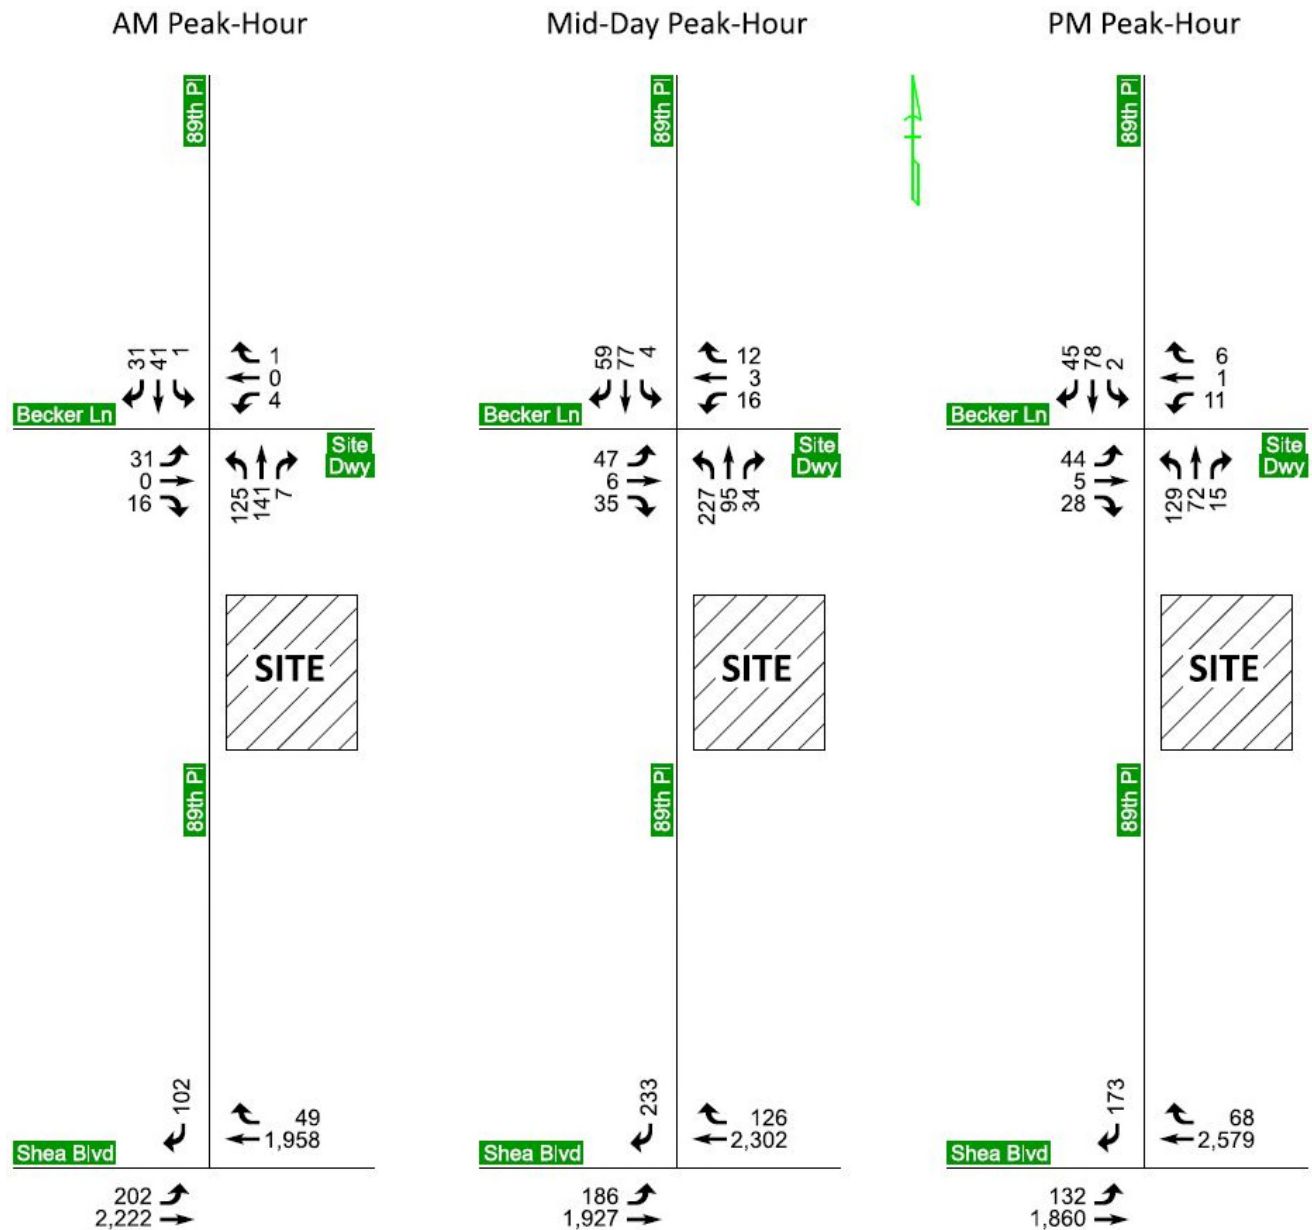 AM Peak-Hour
89th Pl
31 41 1
1
0
4
Becker Ln
Site
Dwy
31
0
16
125 141 7
SITE
89th Pl
102
49
1,958
Shea Blvd
202
2,222
Mid-Day Peak-Hour
89th Pl
59 77 4
12
3
16
Becker Ln
Site
Dwy
47
6
35
227 95 34
SITE
89th Pl
233
126
2,302
Shea Blvd
186
1,927
PM Peak-Hour
89th Pl
45 78 2
6
1
11
Becker Ln
Site
Dwy
44
5
28
129 72 15
SITE
89th Pl
173
68
2,579
Shea Blvd
132
1,860